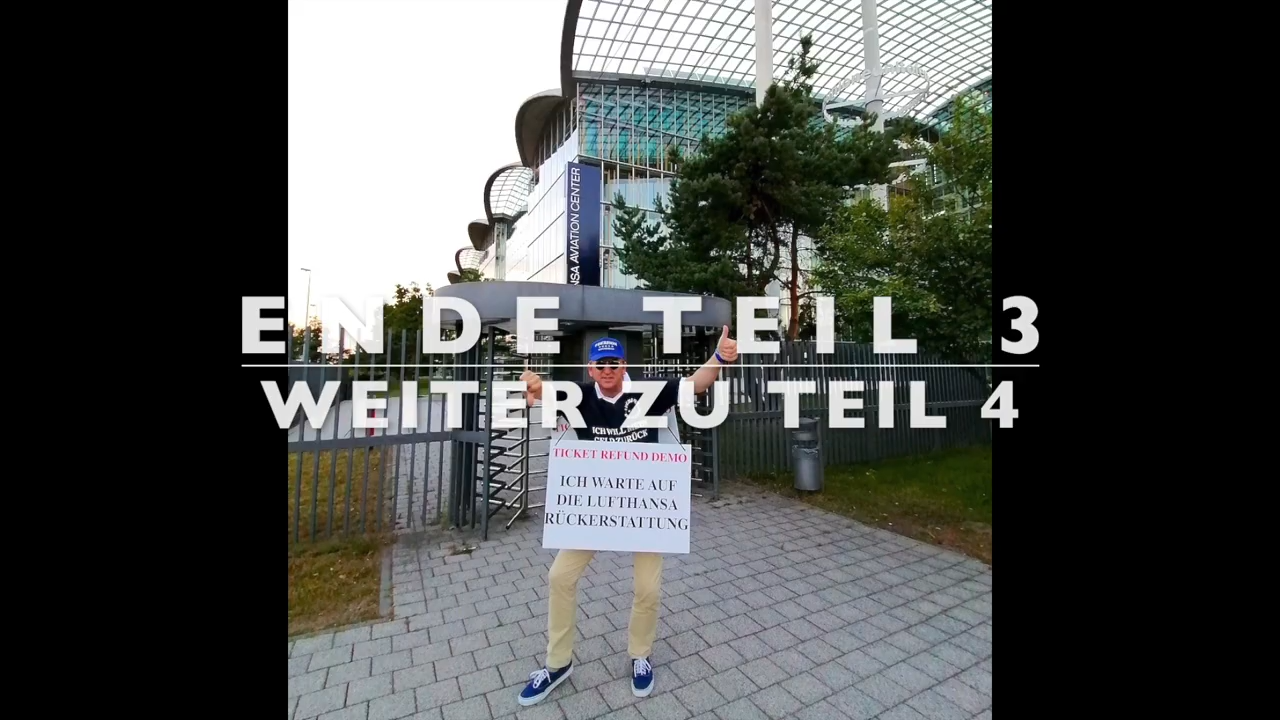 NSA AVIATION CENTER
ENDE TEIL 3
WEITER ZU TEIL 4
ICH WILL
GELD ZURÜCK
TICKET REFUND DEMO
ICH WARTE AUF
DIE LUFTHANSA
RÜCKERSTATTUNG